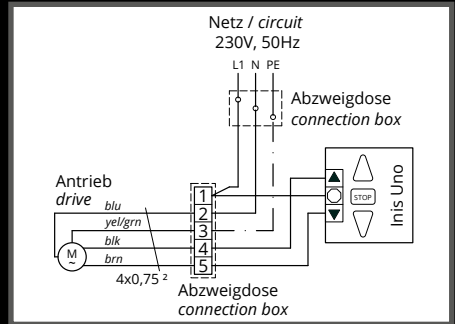 Netz / circuit
230V, 50Hz
L1 N PE
Abzweigdose
connection box
Antrieb
drive
blu
yel/grn
blk
brn
M
~
4x0,75 ²
1
2
3
4
5
Abzweigdose
connection box
STOP
Inis Uno